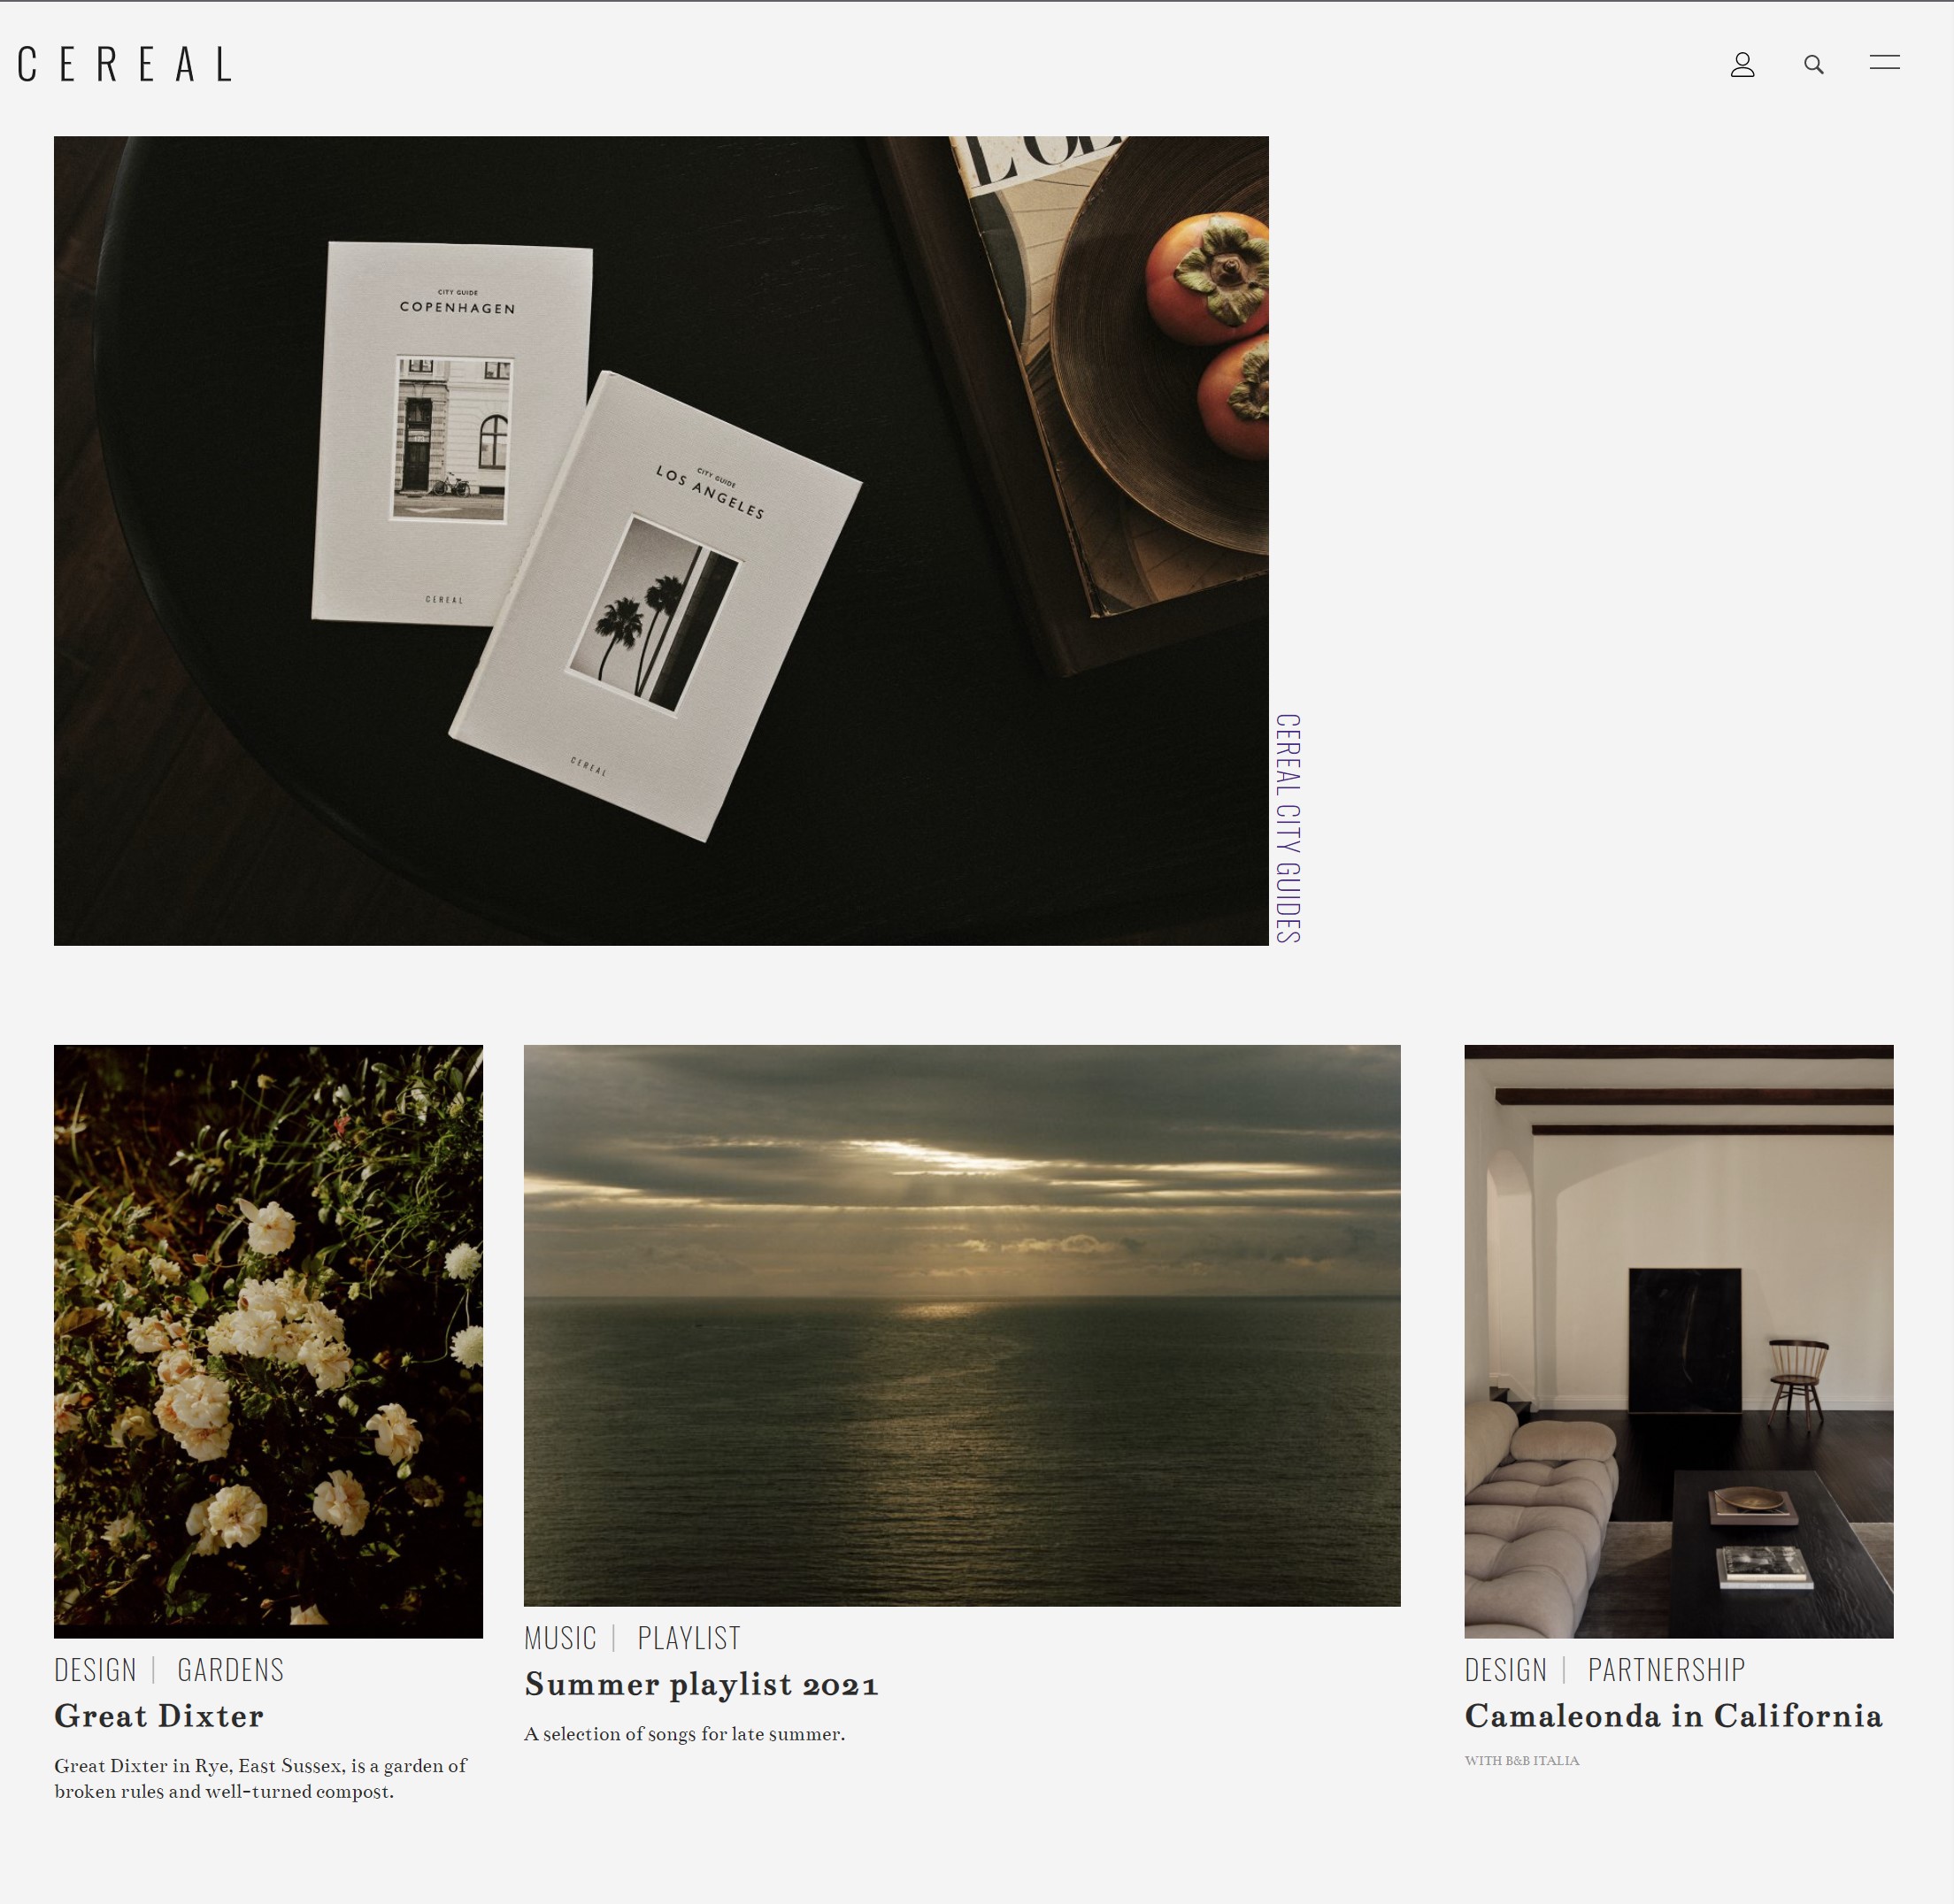 CEREAL
CITY GUIDE
COPENHAGEN
CEREAL
CITY GUIDE
LOS ANGELES
CEREAL
CEREAL CITY GUIDES
DESIGN | GARDENS
Great Dixter
Great Dixter in Rye, East Sussex, is a garden of
broken rules and well-turned compost.
MUSIC | PLAYLIST
Summer playlist 2021
A selection of songs for late summer.
DESIGN | PARTNERSHIP
Camaleonda in California
WITH B&B ITALIA